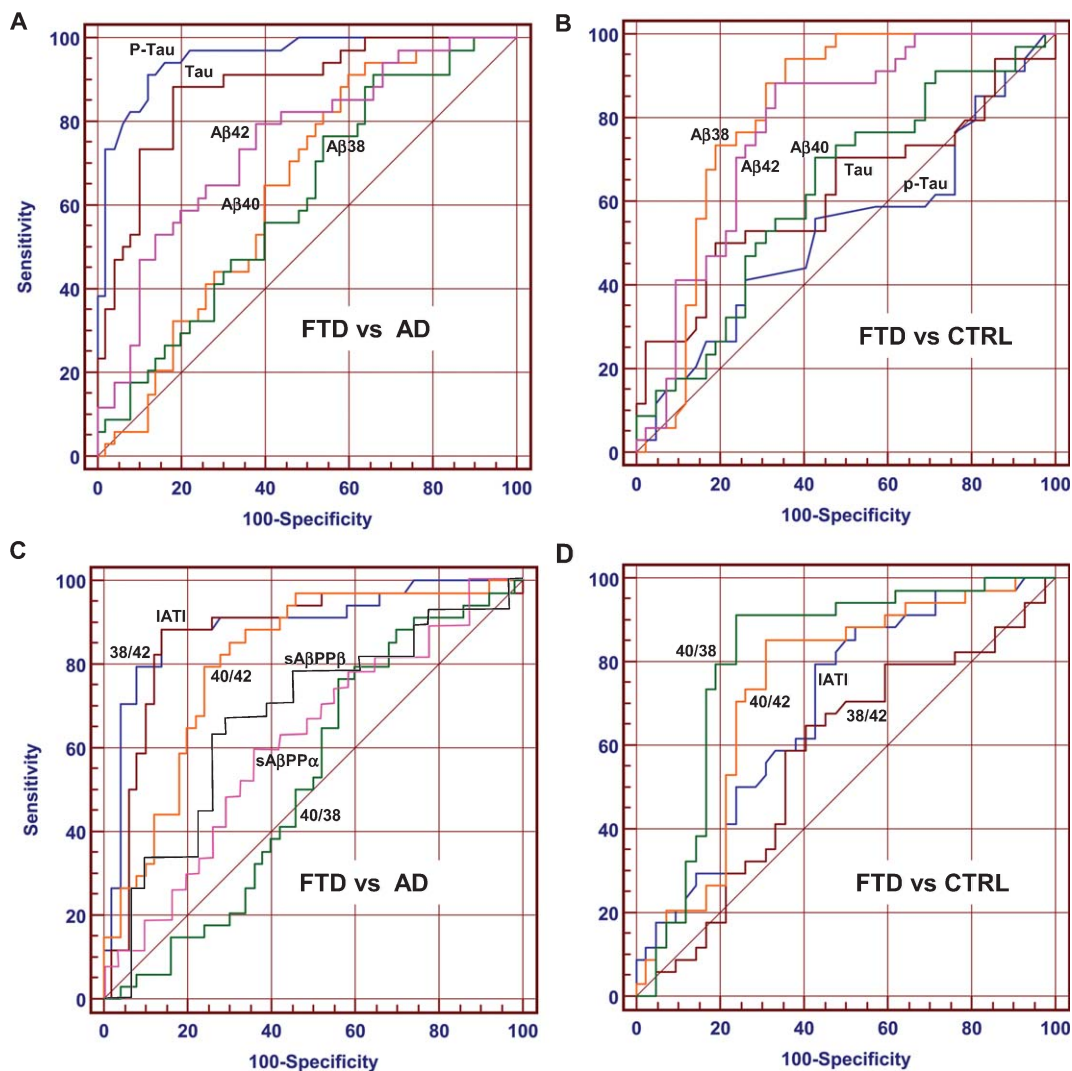 A
100
80
60
40
20
0
Sensitivity
P-Tau
Tau
Aβ42
Aβ38
Aβ40
FTD vs AD
0 20 40 60 80 100
100-Specificity
B
100
80
60
40
20
0
Aβ38
Aβ42
Aβ40
Tau
p-Tau
FTD vs CTRL
0 20 40 60 80 100
100-Specificity
C
100
80
60
40
20
0
Sensitivity
IATI
38/42
40/42
sAβPPβ
sAβPPα
40/38
FTD vs AD
0 20 40 60 80 100
100-Specificity
D
100
80
60
40
20
0
40/38
40/42
IATI
38/42
FTD vs CTRL
0 20 40 60 80 100
100-Specificity